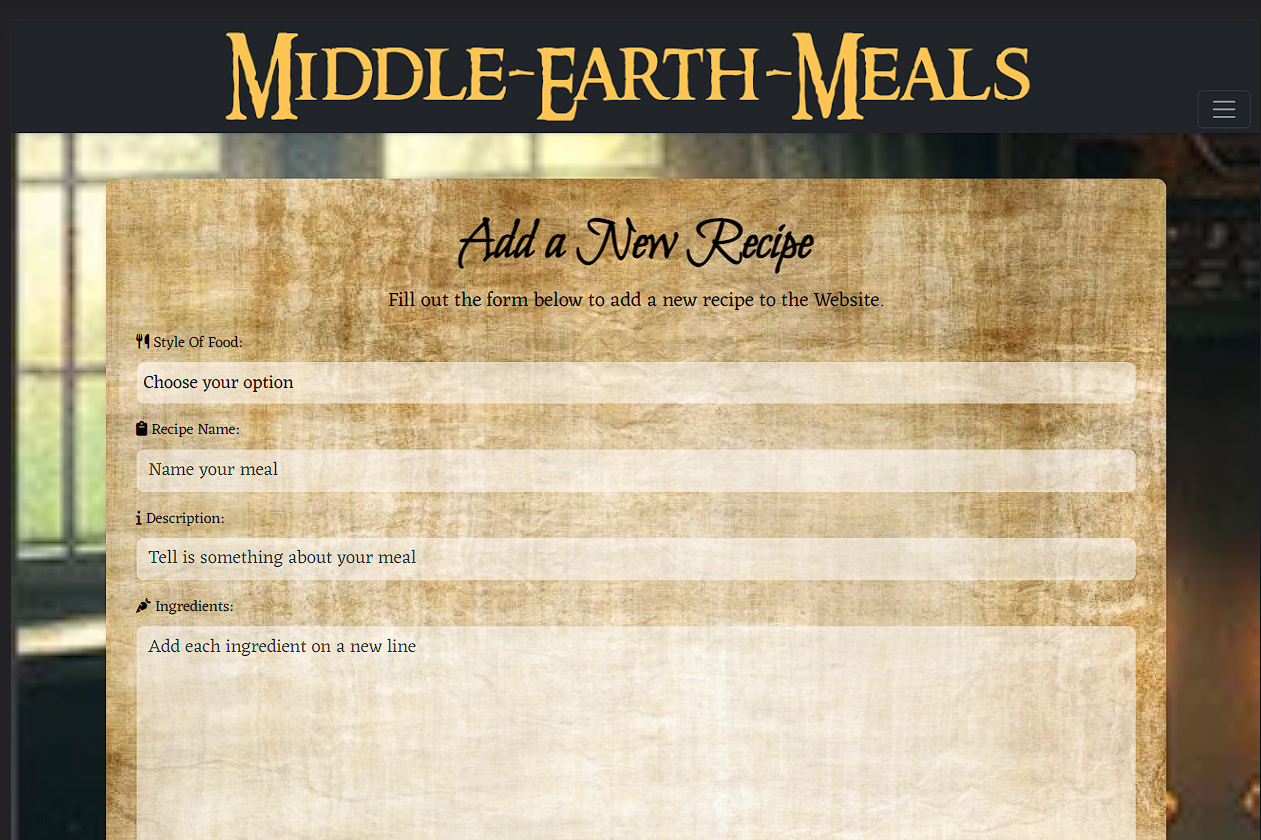 MIDDLE-EARTH-MEALS
Add a New Recipe
Fill out the form below to add a new recipe to the Website.
Style Of Food:
Choose your option
Recipe Name:
Name your meal
Description:
Tell is something about your meal
Ingredients:
Add each ingredient on a new line